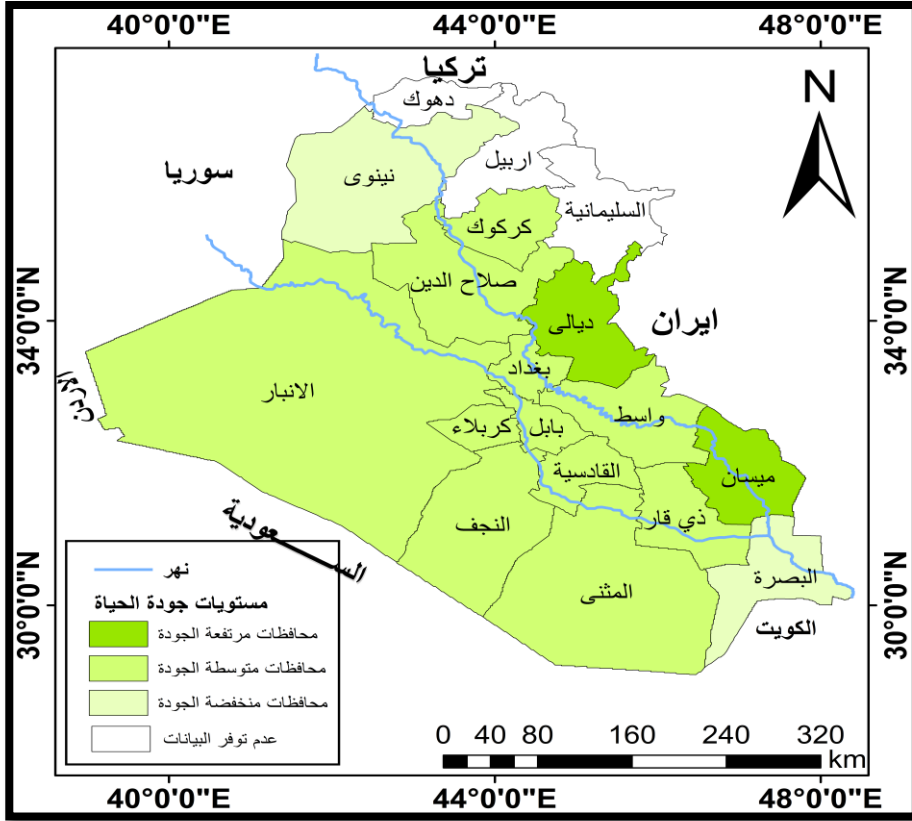 40°0'0"E 44°0'0"E 48°0'0"E
N
تركيا
دهوك
اربيل
نينوى
سوريا
السليمانية
كركوك
صلاح الدين
34°0'0"N 34°0'0"N
ايران
ديالى
بغداد
الانبار
الاردن
واسط
كربلاء
بابل
القادسية
ميسان
النجف
ذي قار
السعودية
المثنى
البصرة
30°0'0"N 30°0'0"N
الكويت
نهر
مستويات جودة الحياة
محافظات مرتفعة الجودة
محافظات متوسطة الجودة
محافظات منخفضة الجودة
عدم توفر البيانات
0 40 80 160 240 320
km
40°0'0"E 44°0'0"E 48°0'0"E